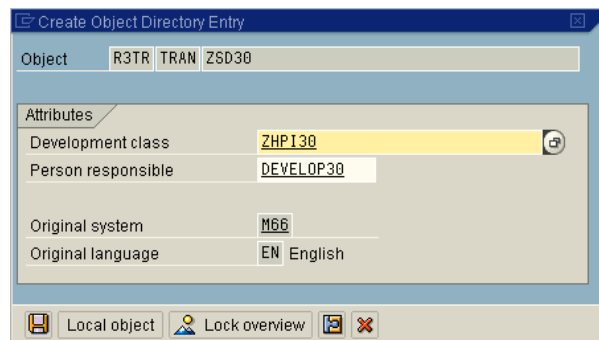 Create Object Directory Entry
Object R3TR TRAN ZSD30
Attributes
Development class ZHPI30
Person responsible DEVELOP30
Original system M66
Original language EN English
Local object Lock overview